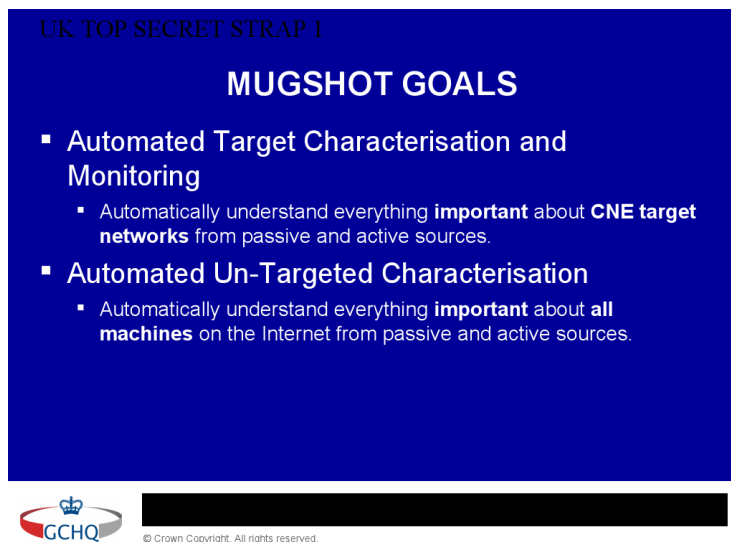 UK TOP SECRET STRAP 1
MUGSHOT GOALS
▪ Automated Target Characterisation and
Monitoring
▪ Automatically understand everything important about CNE target
networks from passive and active sources.
▪ Automated Un-Targeted Characterisation
▪ Automatically understand everything important about all
machines on the Internet from passive and active sources.
GCHQ
© Crown Copyright. All rights reserved.